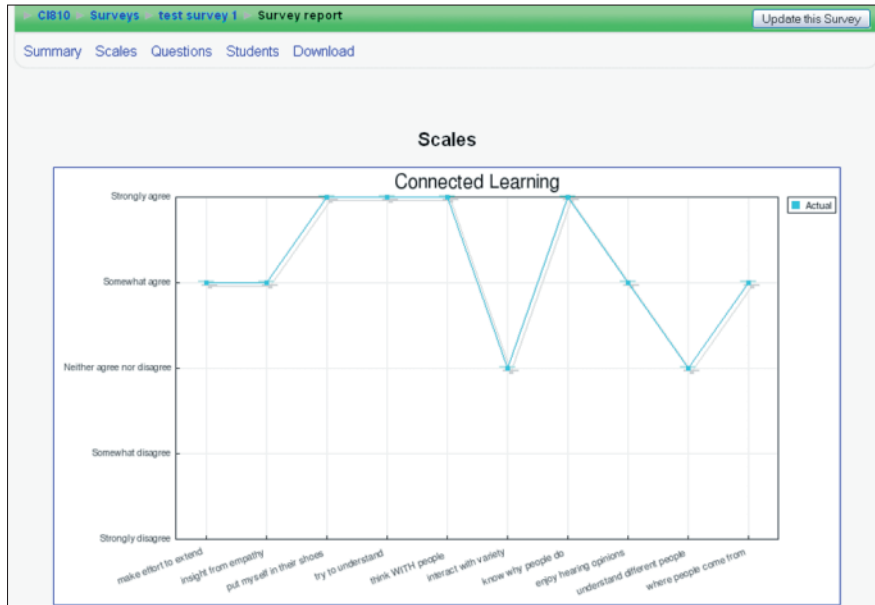 CI810 Surveys test survey 1 Survey report Update this Survey
Summary Scales Questions Students Download
Scales
Connected Learning
Strongly agree
Actual
Somewhat agree
Neither agree nor disagree
Somewhat disagree
Strongly disagree
make effort to extend
insight from empathy
put myself in their shoes
try to understand
think WITH people
interact with variety
know why people do
enjoy hearing opinions
understand different people
where people come from